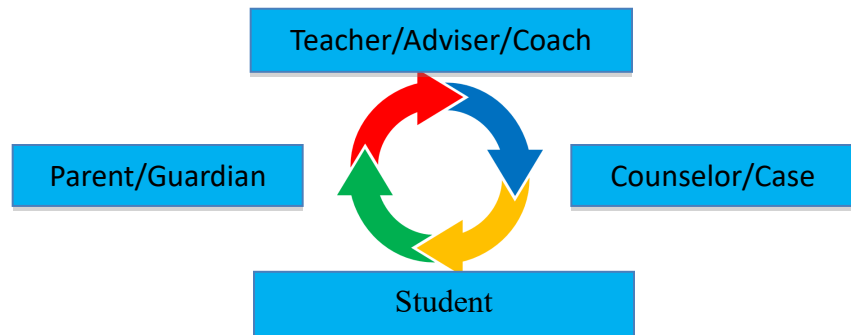 Teacher/Adviser/Coach
Parent/Guardian
Counselor/Case
Student